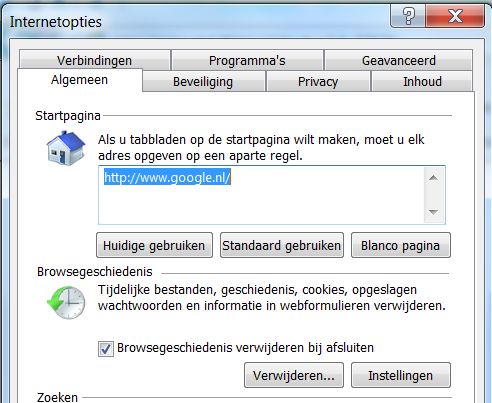 Internetopties
Verbindingen Programma's Geavanceerd
Algemeen Beveiliging Privacy Inhoud
Startpagina
Als u tabbladen op de startpagina wilt maken, moet u elk
adres opgeven op een aparte regel.
http://www.google.nl/
Huidige gebruiken Standaard gebruiken Blanco pagina
Browsegeschiedenis
Tijdelijke bestanden, geschiedenis, cookies, opgeslagen
wachtwoorden en informatie in webformulieren verwijderen.
Browsegeschiedenis verwijderen bij afsluiten
Verwijderen... Instellingen
Zoeken